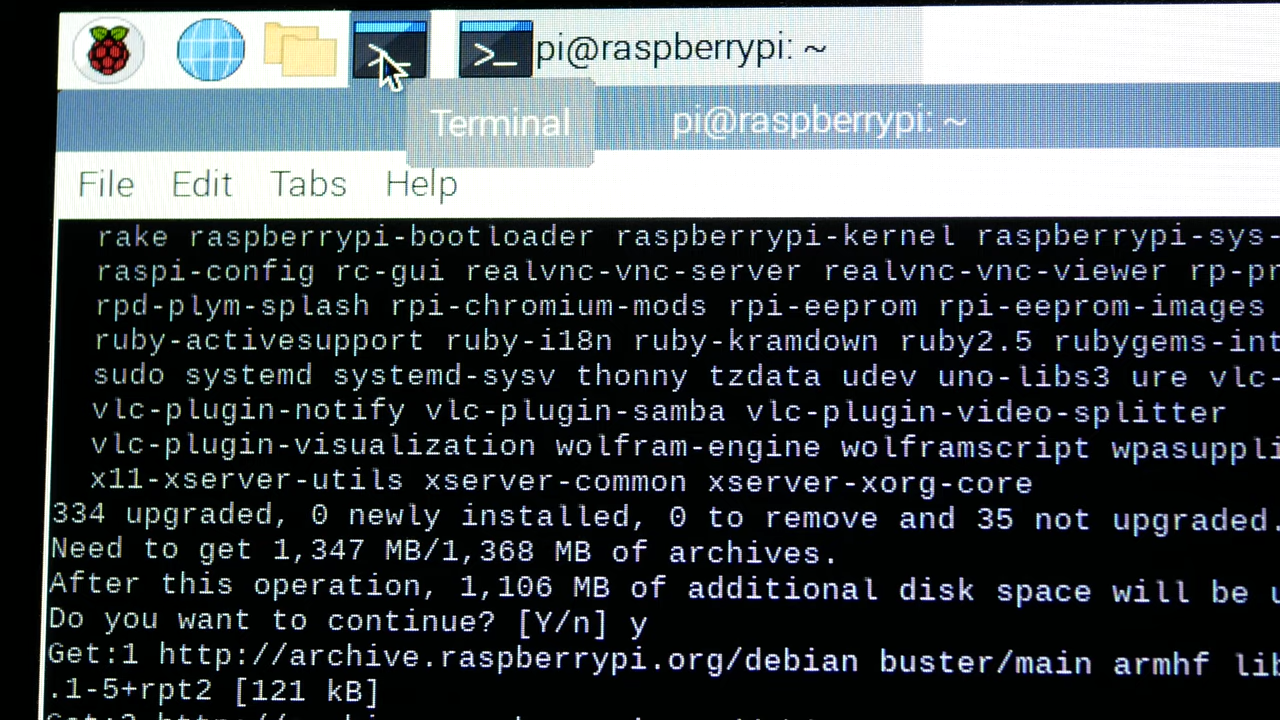 pi@raspberrypi: ~
Terminal
pi@raspberrypi: ~
File Edit Tabs Help
rake raspberrypi-bootloader raspberrypi-kernel raspberrypi-sys-
raspi-config rc-gui realvnc-vnc-server realvnc-vnc-viewer rp-pr
rpd-plym-splash rpi-chromium-mods rpi-eeprom rpi-eeprom-images
ruby-activesupport ruby-i18n ruby-kramdown ruby2.5 rubygems-int
sudo systemd systemd-sysv thonny tzdata udev uno-libs3 ure vlc-
vlc-plugin-notify vlc-plugin-samba vlc-plugin-video-splitter
vlc-plugin-visualization wolfram-engine wolframscript wpasuppli
x11-xserver-utils xserver-common xserver-xorg-core
334 upgraded, 0 newly installed, 0 to remove and 35 not upgraded.
Need to get 1,347 MB/1,368 MB of archives.
After this operation, 1,106 MB of additional disk space will be u
Do you want to continue? [Y/n] y
Get:1 http://archive.raspberrypi.org/debian buster/main armhf lib
.1-5+rpt2 [121 kB]